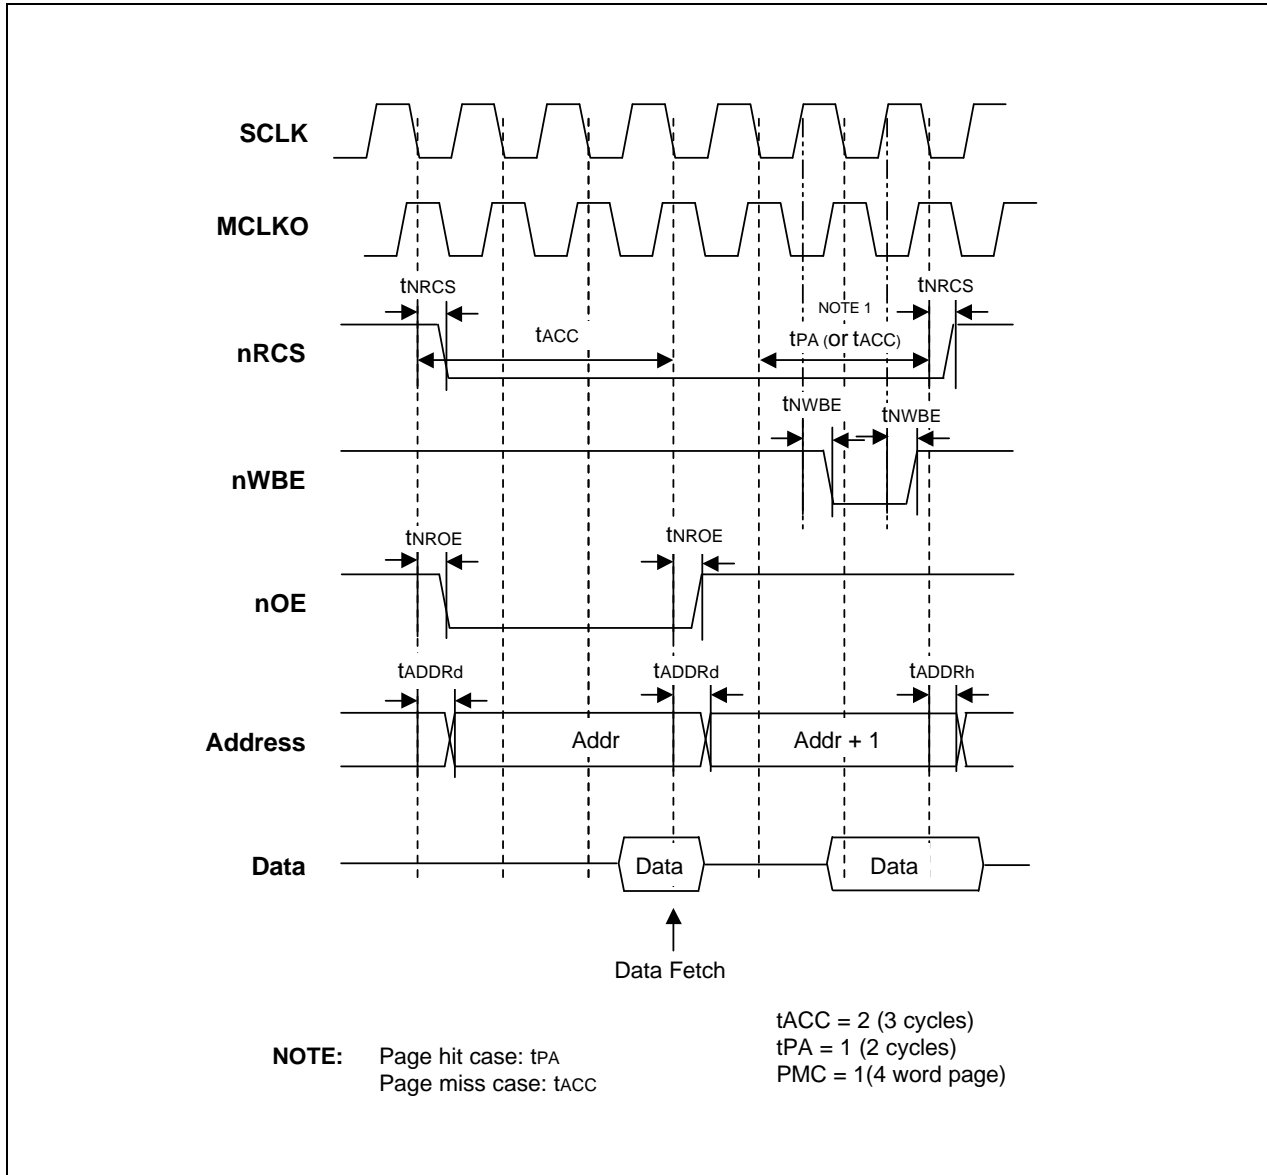 SCLK
MCLKO
tNRCS
tNRCS
NOTE 1
tACC
tPA (or tACC)
nRCS
tNWBE
tNWBE
nWBE
tNROE
tNROE
nOE
tADDRd
tADDRd
tADDRh
Address
Addr
Addr + 1
Data
Data
Data
Data Fetch
tACC = 2 (3 cycles)
tPA = 1 (2 cycles)
PMC = 1(4 word page)
NOTE: Page hit case: tPA
Page miss case: tACC